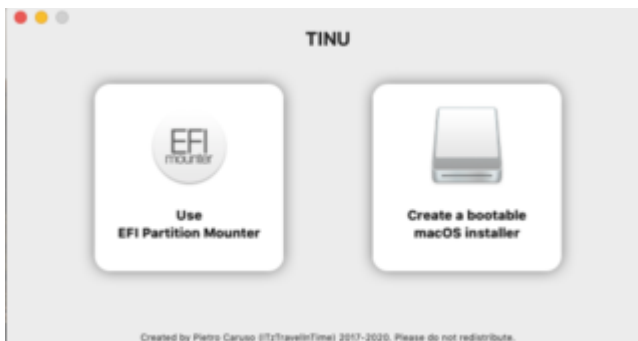 TINU
EFI
mounter
Use
EFI Partition Mounter
Create a bootable
macOS installer
Created by Pietro Caruso (ITzTravelInTime) 2017-2020. Please do not redistribute.